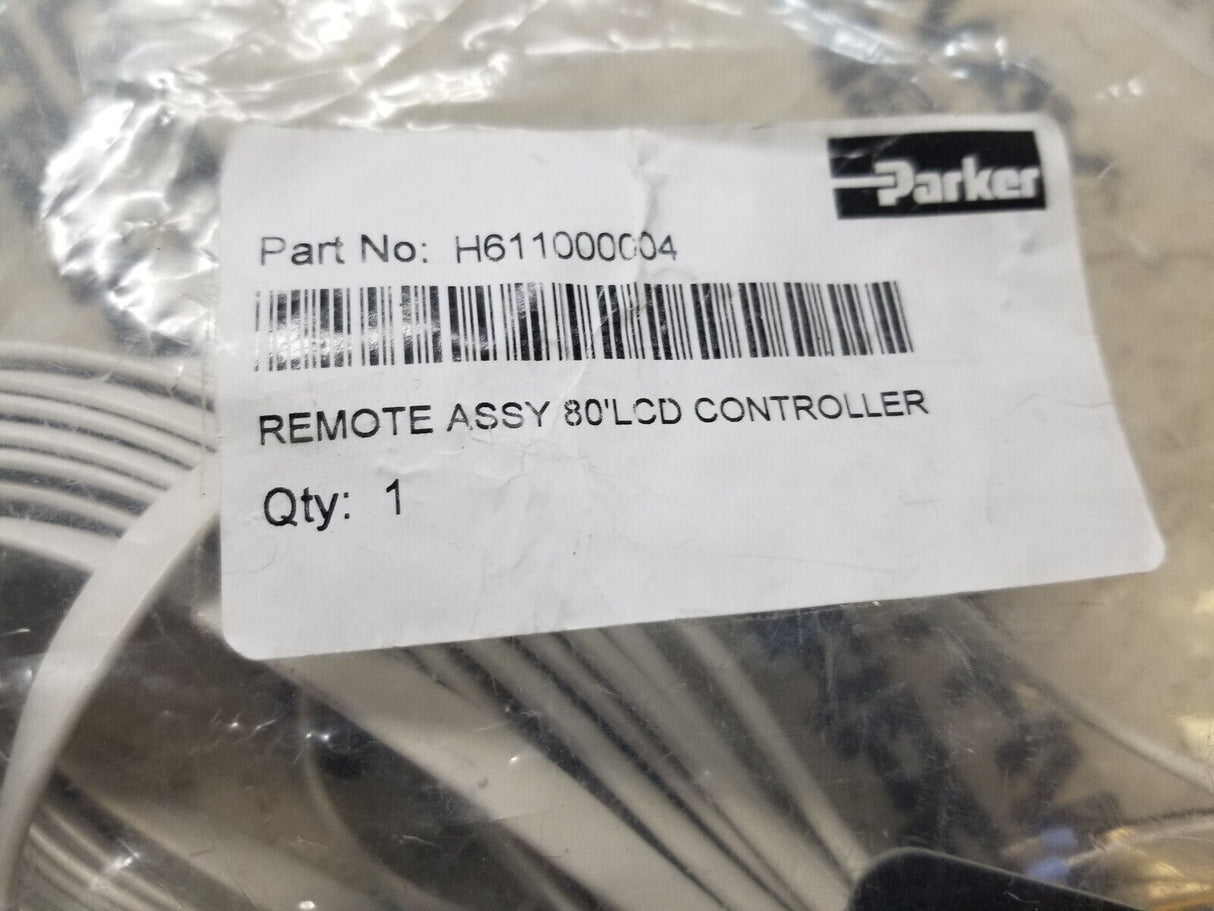 Parker
Part No: H611000004
REMOTE ASSY 80'LCD CONTROLLER
Qty: 1